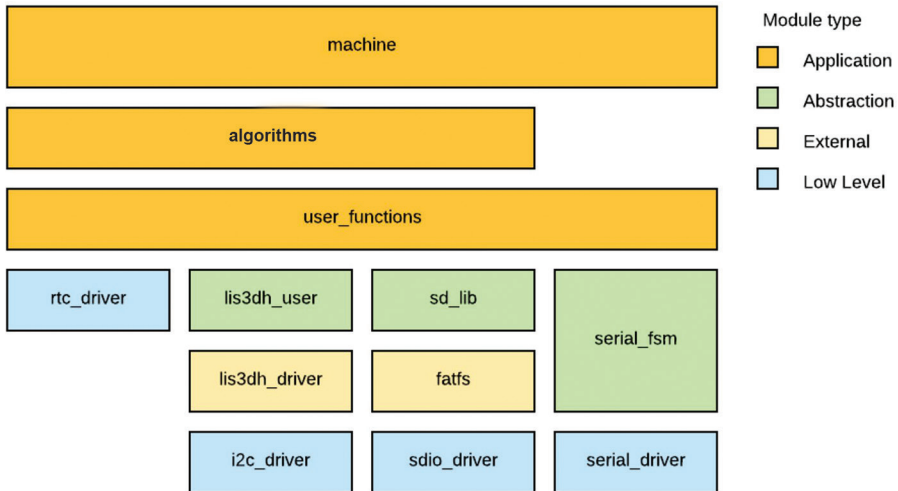 machine
Module type
Application
algorithms
Abstraction
External
Low Level
user_functions
rtc_driver
lis3dh_user
sd_lib
serial_fsm
lis3dh_driver
fatfs
i2c_driver
sdio_driver
serial_driver